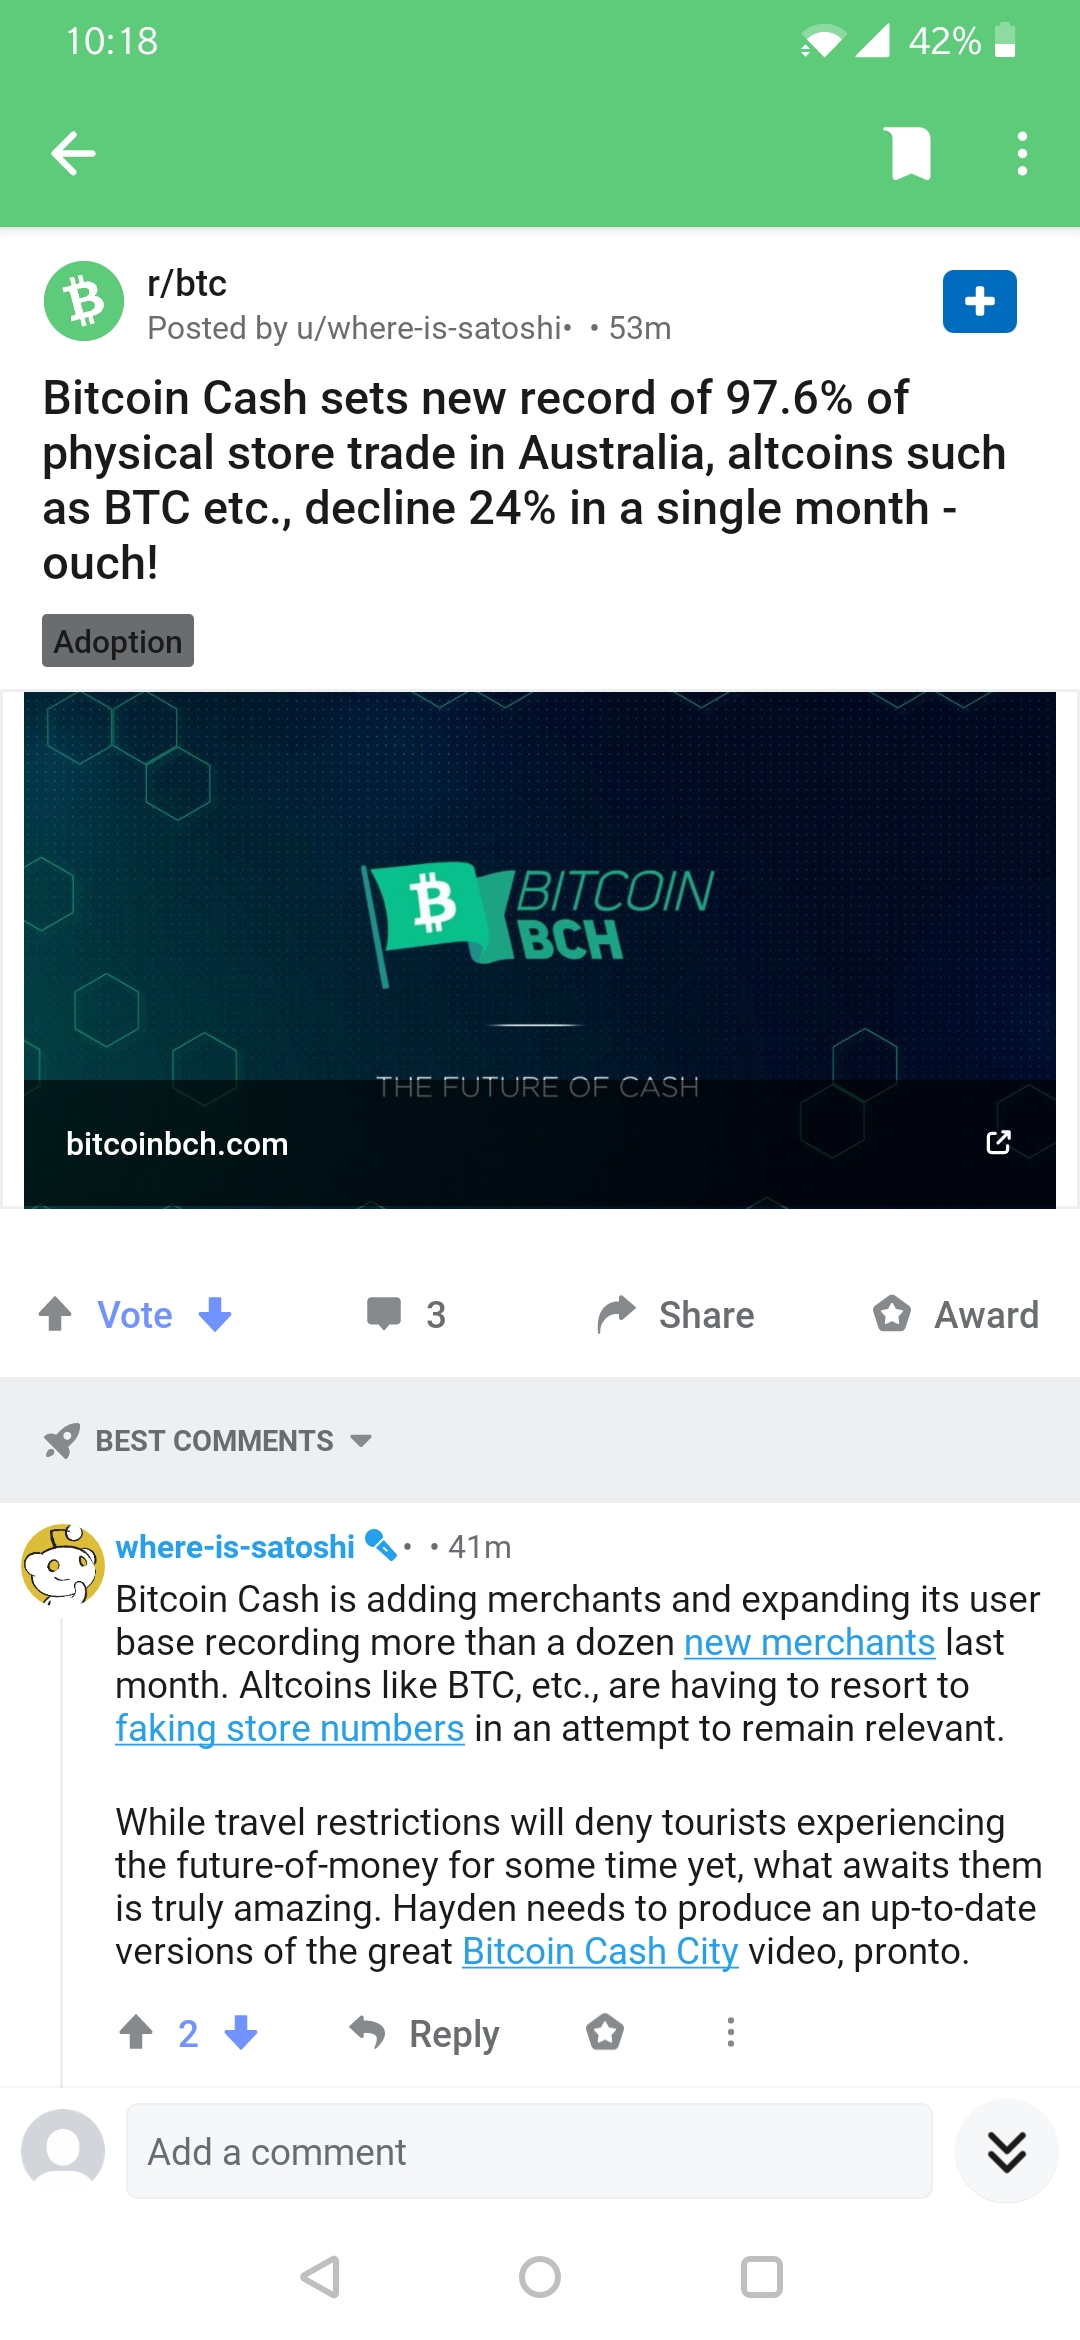 10:18
42%
r/btc
Posted by u/where-is-satoshi• • 53m
Bitcoin Cash sets new record of 97.6% of
physical store trade in Australia, altcoins such
as BTC etc., decline 24% in a single month -
ouch!
Adoption
BITCOIN
BCH
THE FUTURE OF CASH
bitcoinbch.com
Vote
3
Share
Award
BEST COMMENTS
where-is-satoshi • • 41m
Bitcoin Cash is adding merchants and expanding its user
base recording more than a dozen new merchants last
month. Altcoins like BTC, etc., are having to resort to
faking store numbers in an attempt to remain relevant.
While travel restrictions will deny tourists experiencing
the future-of-money for some time yet, what awaits them
is truly amazing. Hayden needs to produce an up-to-date
versions of the great Bitcoin Cash City video, pronto.
2
Reply
Add a comment